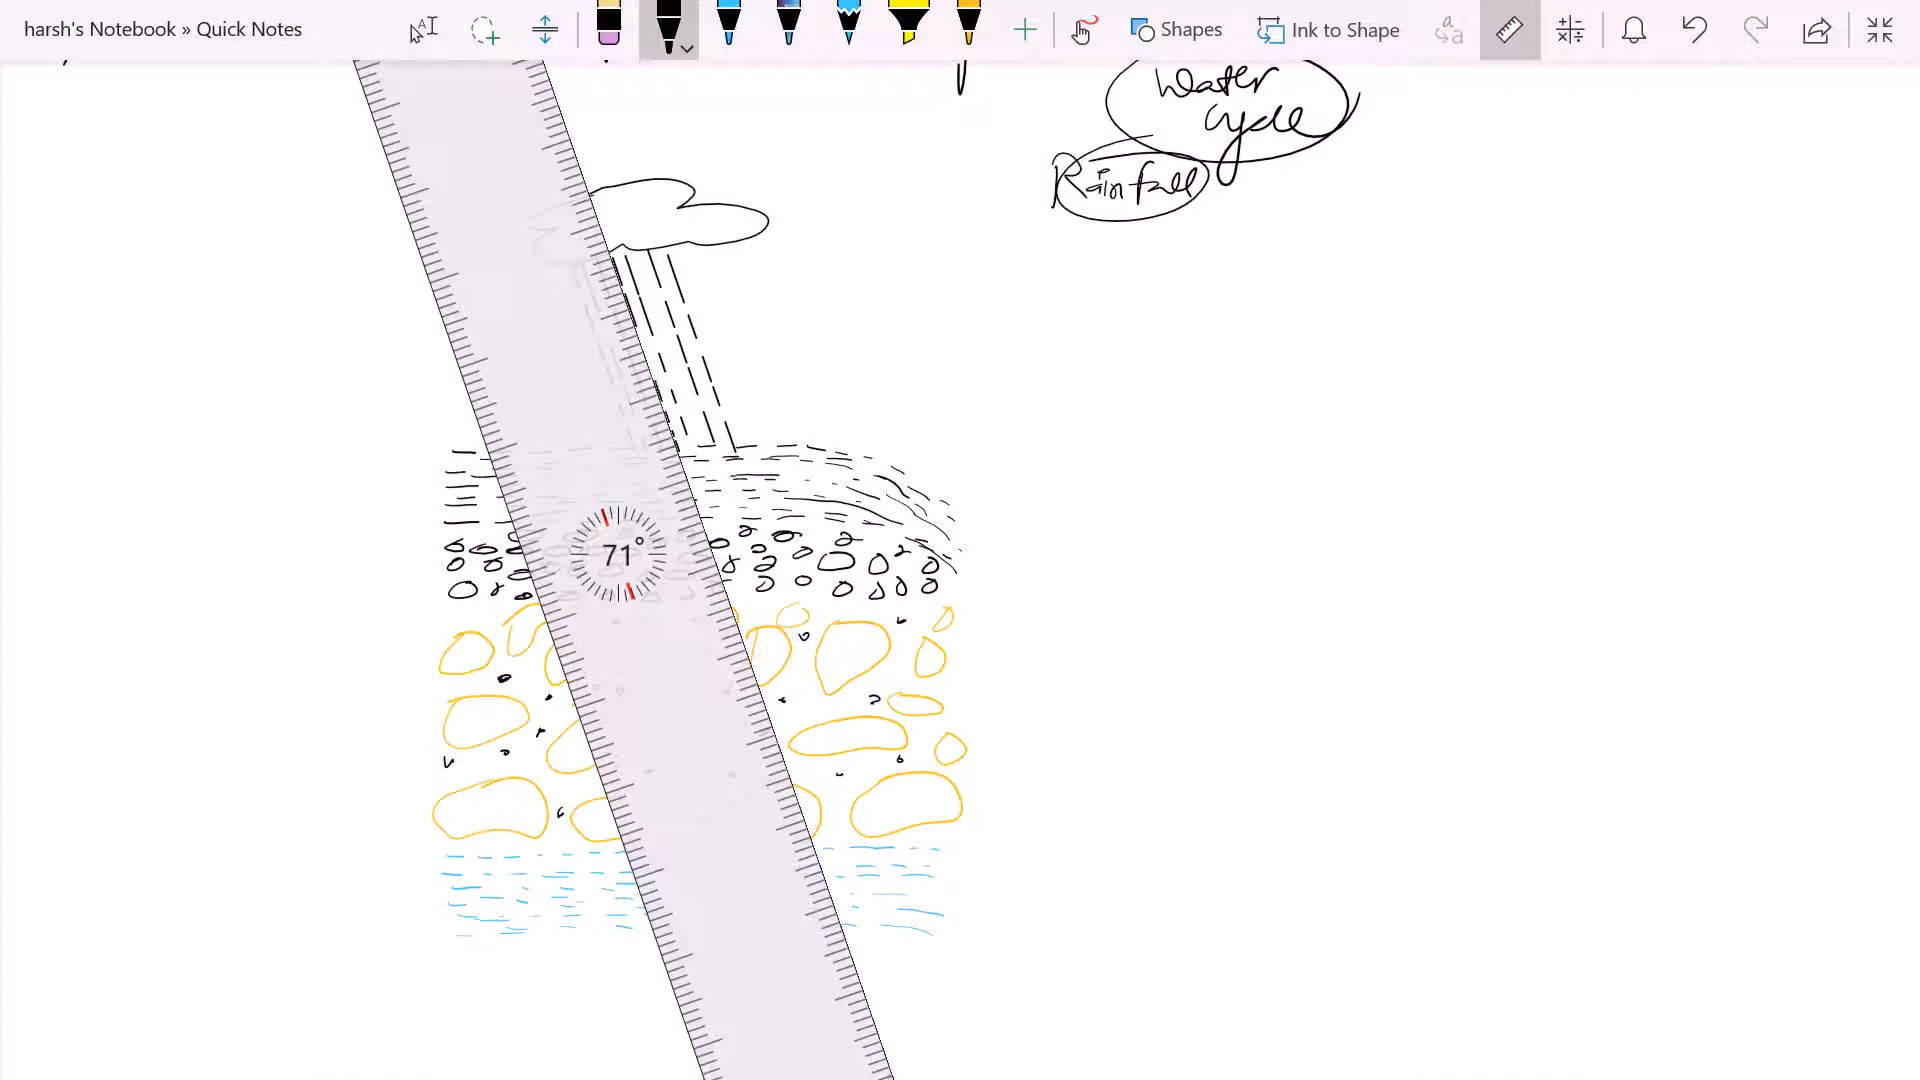 harsh's Notebook » Quick Notes
Shapes
Ink to Shape
Water
Cycle
Rainfall
71°